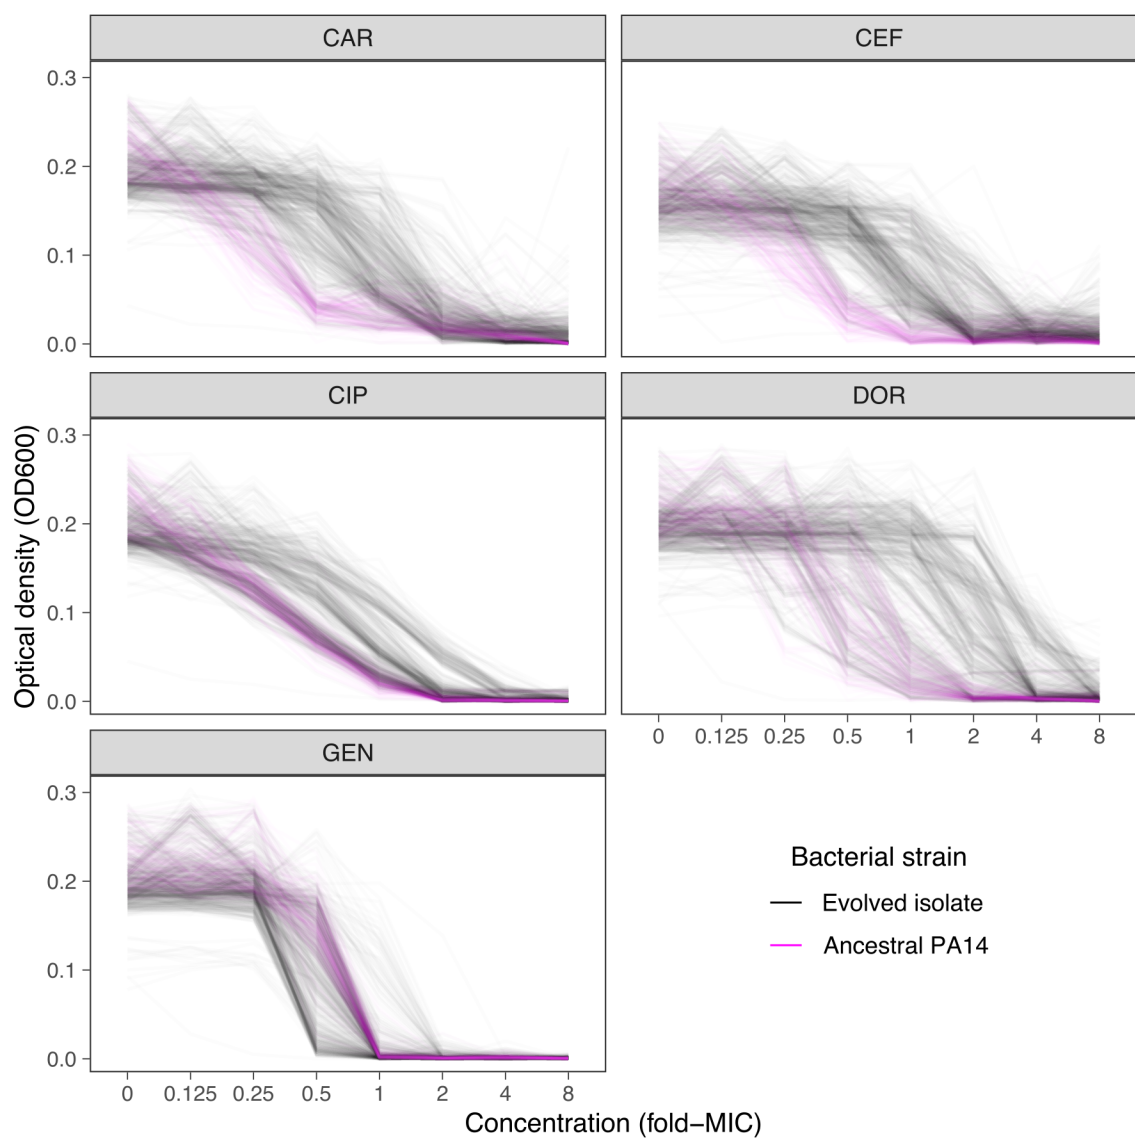 CAR
CEF
0.3
0.2
0.1
0.0
CIP
DOR
0.3
0.2
0.1
0.0
0 0.125 0.25 0.5 1 2 4 8
GEN
0.3
0.2
0.1
0.0
0 0.125 0.25 0.5 1 2 4 8
Optical density (OD600)
Concentration (fold−MIC)
Bacterial strain
Evolved isolate
Ancestral PA14